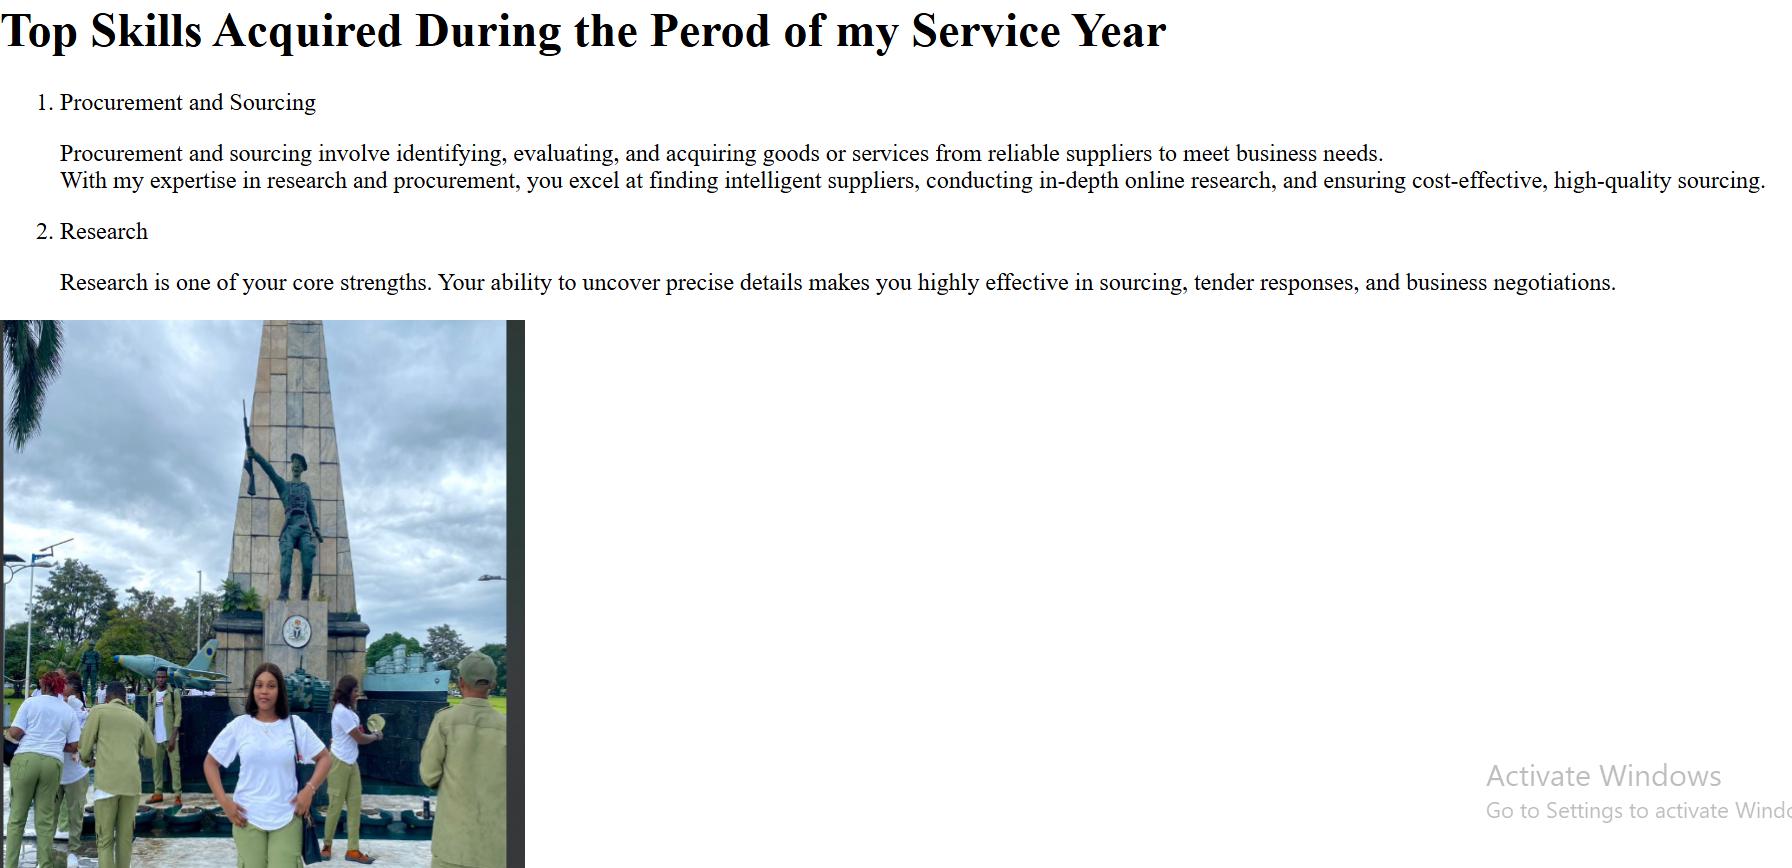 Top Skills Acquired During the Perod of my Service Year
1. Procurement and Sourcing
Procurement and sourcing involve identifying, evaluating, and acquiring goods or services from reliable suppliers to meet business needs.
With my expertise in research and procurement, you excel at finding intelligent suppliers, conducting in-depth online research, and ensuring cost-effective, high-quality sourcing.
2. Research
Research is one of your core strengths. Your ability to uncover precise details makes you highly effective in sourcing, tender responses, and business negotiations.
Activate Windows
Go to Settings to activate Windo